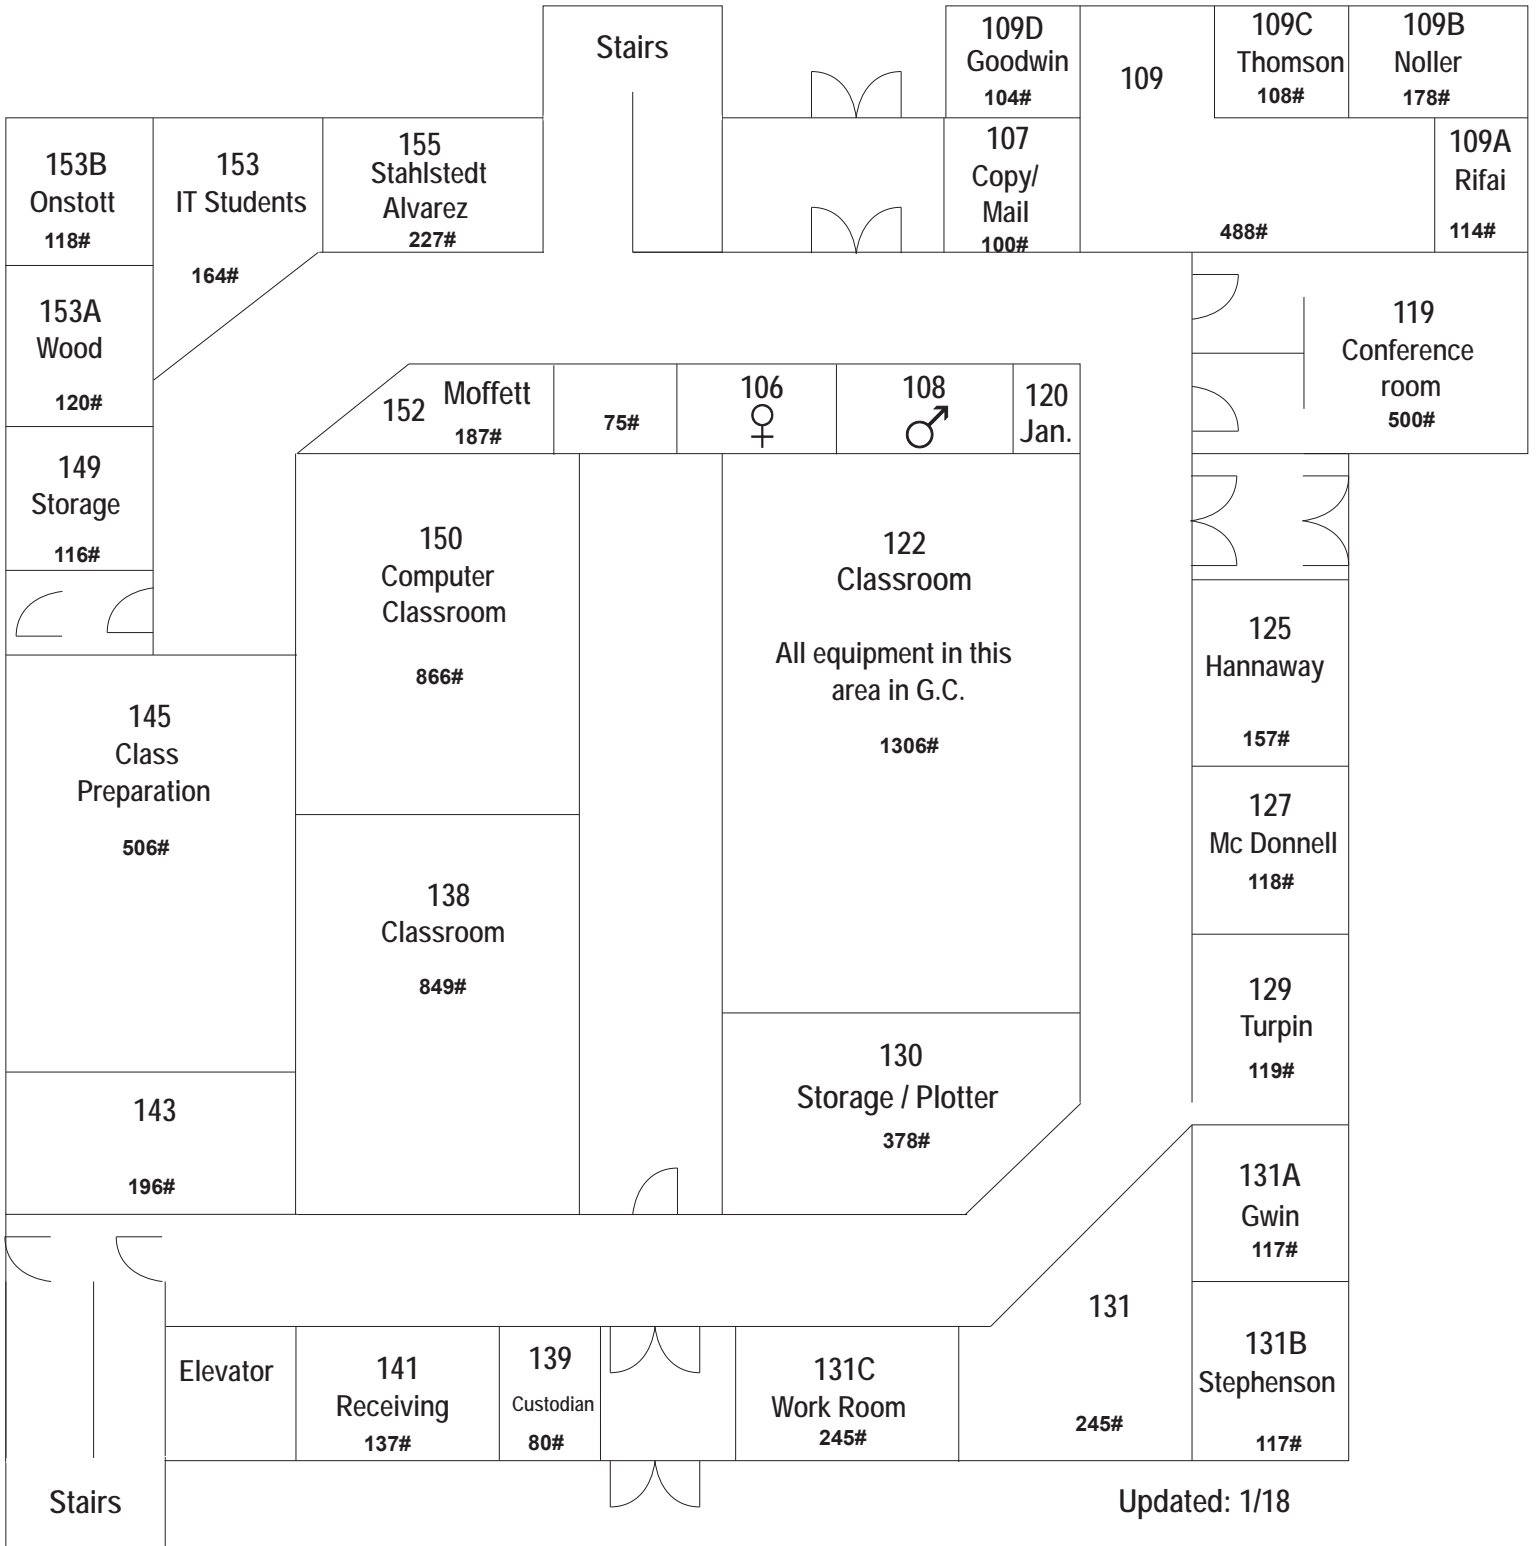 Stairs
109D
Goodwin
104#
109
109C
Thomson
108#
109B
Noller
178#
153B
Onstott
118#
153
IT Students
164#
155
Stahlstedt
Alvarez
227#
107
Copy/
Mail
100#
488#
109A
Rifai
114#
153A
Wood
120#
119
Conference
room
500#
152
Moffett
187#
75#
106
♀
108
♂
120
Jan.
149
Storage
116#
150
Computer
Classroom
866#
122
Classroom
All equipment in this
area in G.C.
1306#
125
Hannaway
157#
145
Class
Preparation
506#
127
Mc Donnell
118#
138
Classroom
849#
129
Turpin
119#
130
Storage / Plotter
378#
143
196#
131A
Gwin
117#
131
245#
131B
Stephenson
117#
Elevator
141
Receiving
137#
139
Custodian
80#
131C
Work Room
245#
Stairs
Updated: 1/18